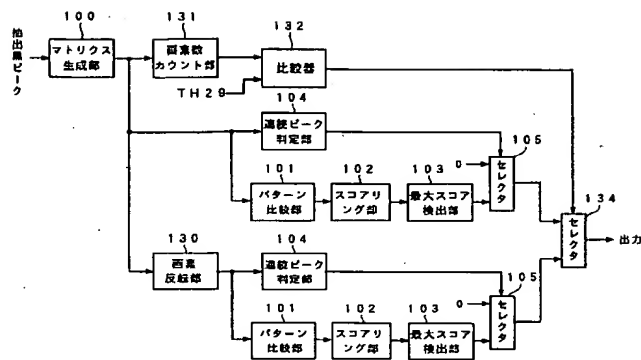 抽出黒ピーク
100
マトリクス
生成部
131
画素数
カウント部
132
比較器
TH29
104
連続ピーク
判定部
101
パターン
比較部
102
スコアリ
ング部
103
最大スコア
検出部
0
105
セレクタ
134
セレクタ
出力
130
画素
反転部
104
連続ピーク
判定部
101
パターン
比較部
102
スコアリ
ング部
103
最大スコア
検出部
0
105
セレクタ